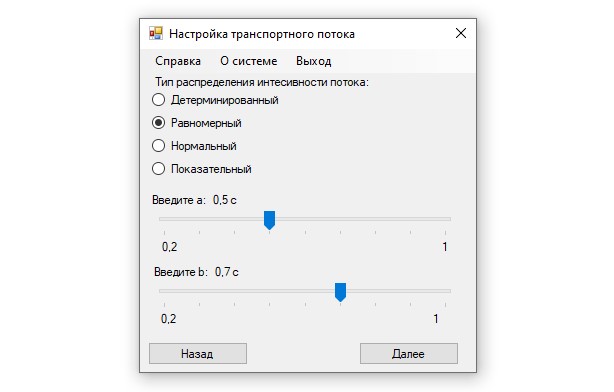 Настройка транспортного потока
Справка О системе Выход
Тип распределения интесивности потока:
Детерминированный
Равномерный
Нормальный
Показательный
Введите a: 0,5 с
0,2 1
Введите b: 0,7 с
0,2 1
Назад Далее